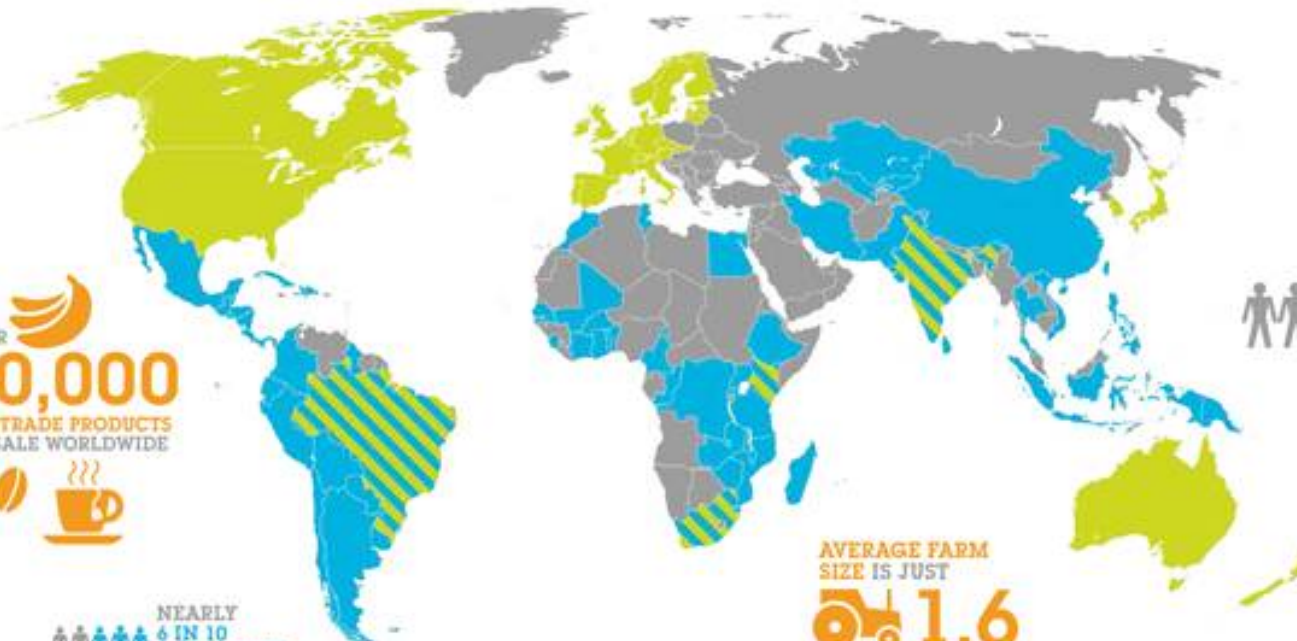 0,000
TRADE PRODUCTS
SALE WORLDWIDE
NEARLY
6 IN 10
AVERAGE FARM
SIZE IS JUST
1.6